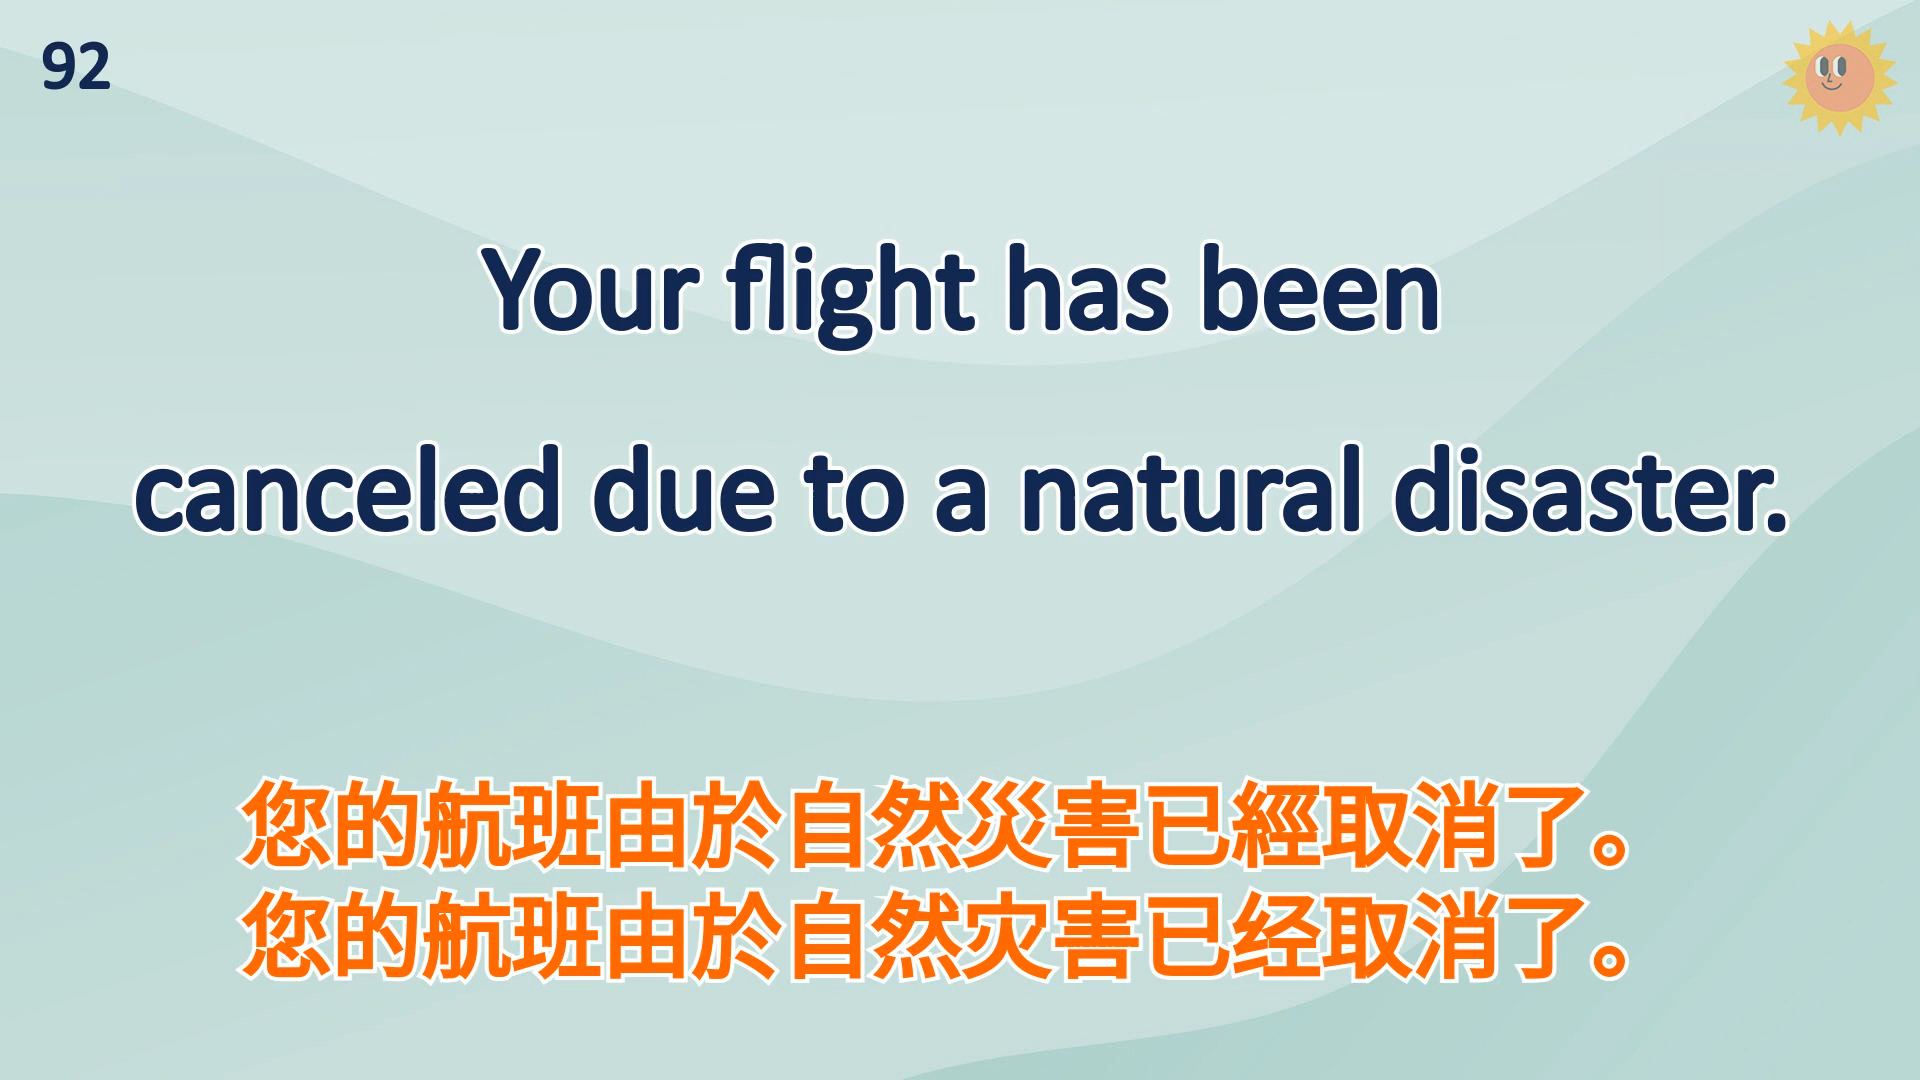 92
Your flight has been
canceled due to a natural disaster.
您的航班由於自然災害已經取消了。
您的航班由於自然灾害已经取消了。